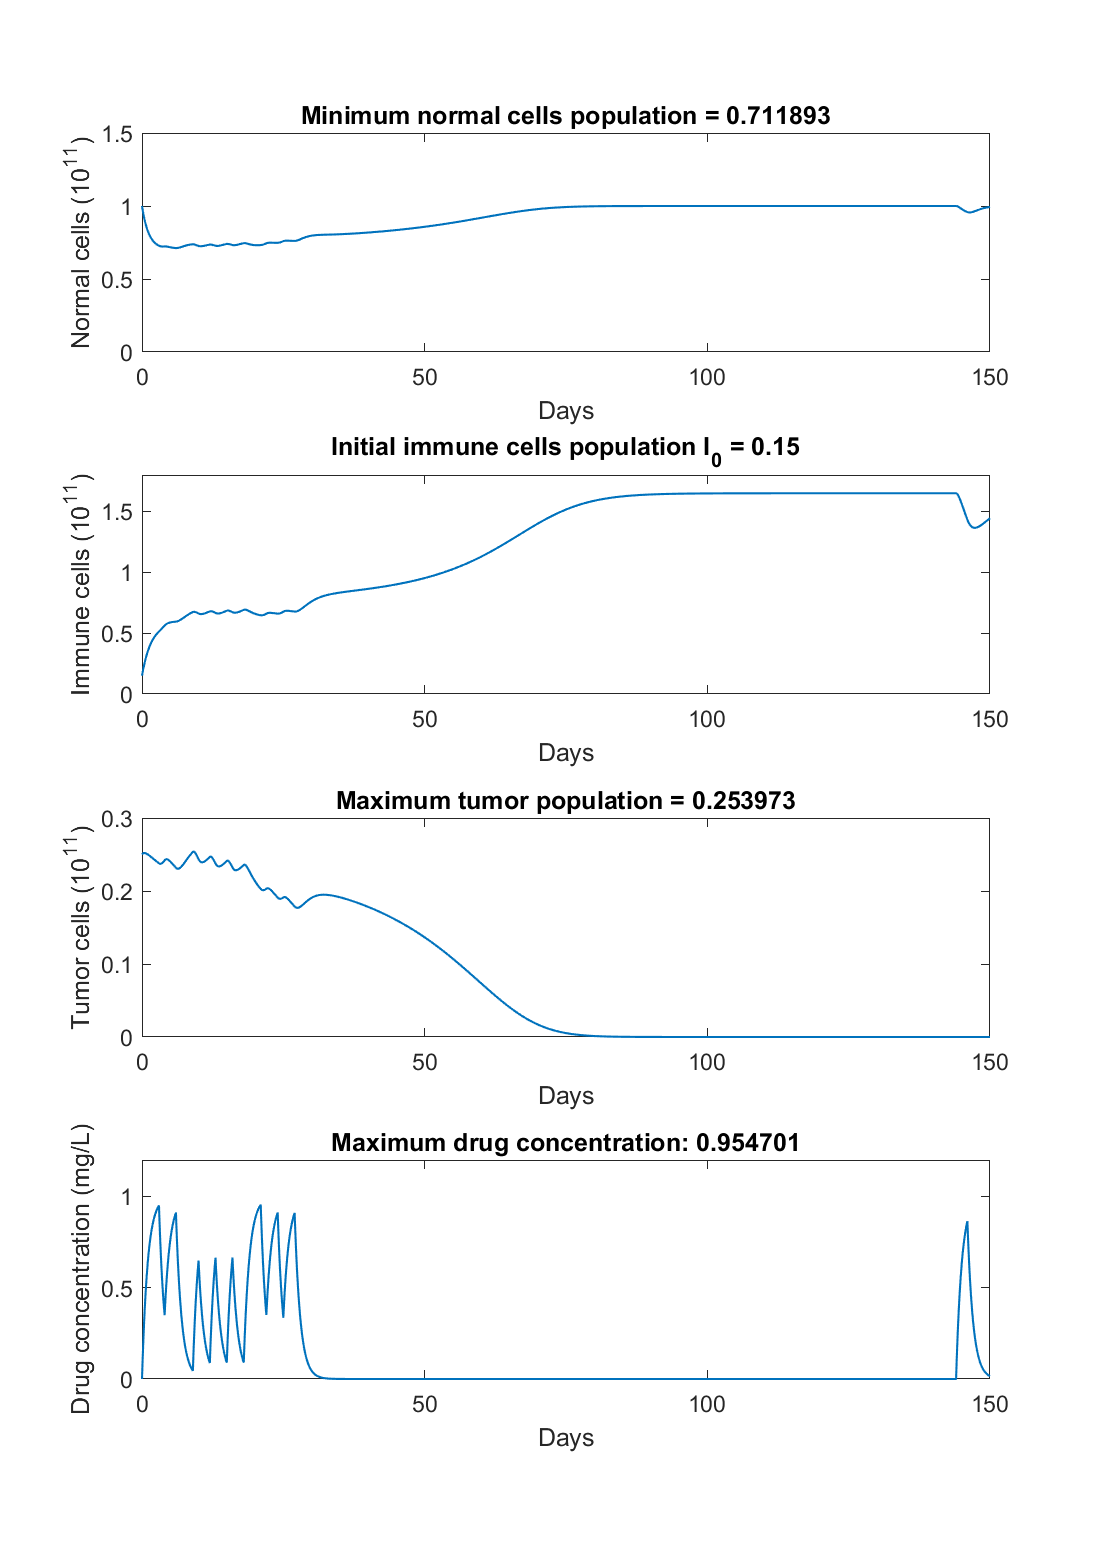 Minimum normal cells population = 0.711893
Normal cells (10^11)
1.5
1
0.5
0
0 50 100 150
Days
Initial immune cells population I_0 = 0.15
Immune cells (10^11)
1.5
1
0.5
0
0 50 100 150
Days
Maximum tumor population = 0.253973
Tumor cells (10^11)
0.3
0.2
0.1
0
0 50 100 150
Days
Maximum drug concentration: 0.954701
Drug concentration (mg/L)
1
0.5
0
0 50 100 150
Days